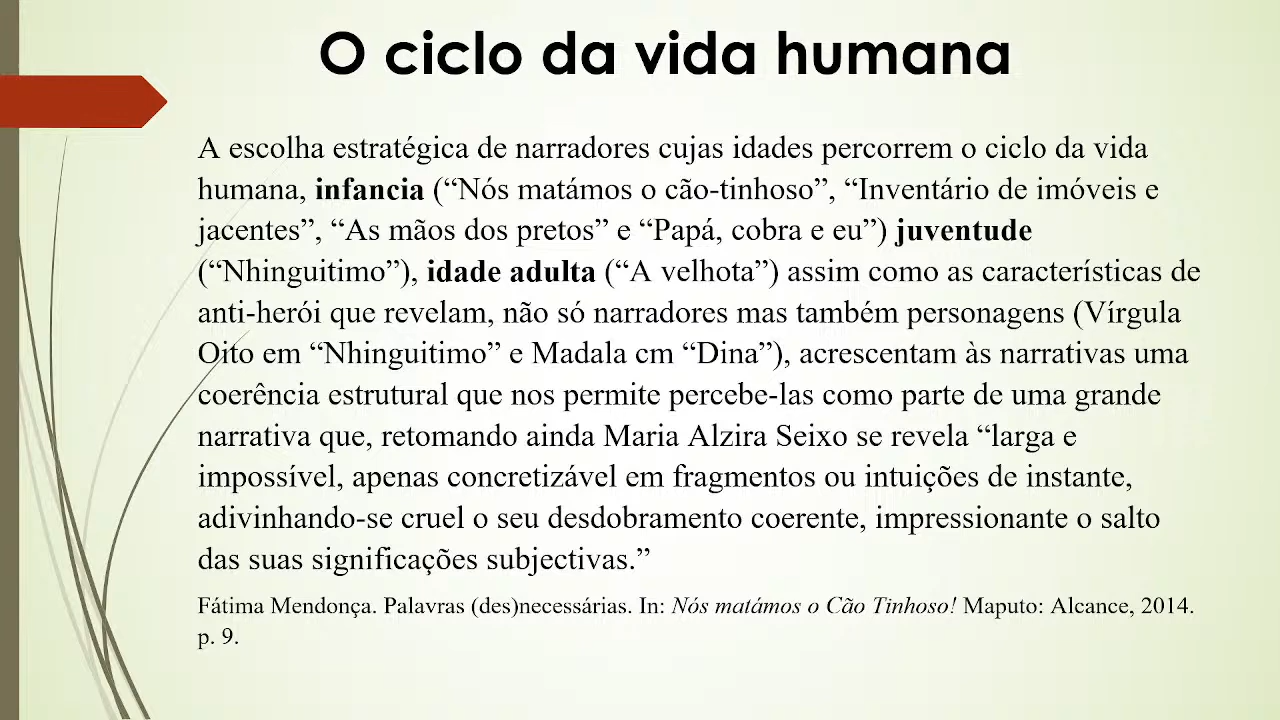 O ciclo da vida humana
A escolha estratégica de narradores cujas idades percorrem o ciclo da vida
humana, infancia (“Nós matámos o cão-tinhoso”, “Inventário de imóveis e
jacentes”, “As mãos dos pretos” e “Papá, cobra e eu”) juventude
(“Nhinguitimo”), idade adulta (“A velhota”) assim como as características de
anti-herói que revelam, não só narradores mas também personagens (Vírgula
Oito em “Nhinguitimo” e Madala cm “Dina”), acrescentam às narrativas uma
coerência estrutural que nos permite percebe-las como parte de uma grande
narrativa que, retomando ainda Maria Alzira Seixo se revela “larga e
impossível, apenas concretizável em fragmentos ou intuições de instante,
adivinhando-se cruel o seu desdobramento coerente, impressionante o salto
das suas significações subjectivas.”
Fátima Mendonça. Palavras (des)necessárias. In: Nós matámos o Cão Tinhoso! Maputo: Alcance, 2014.
p. 9.